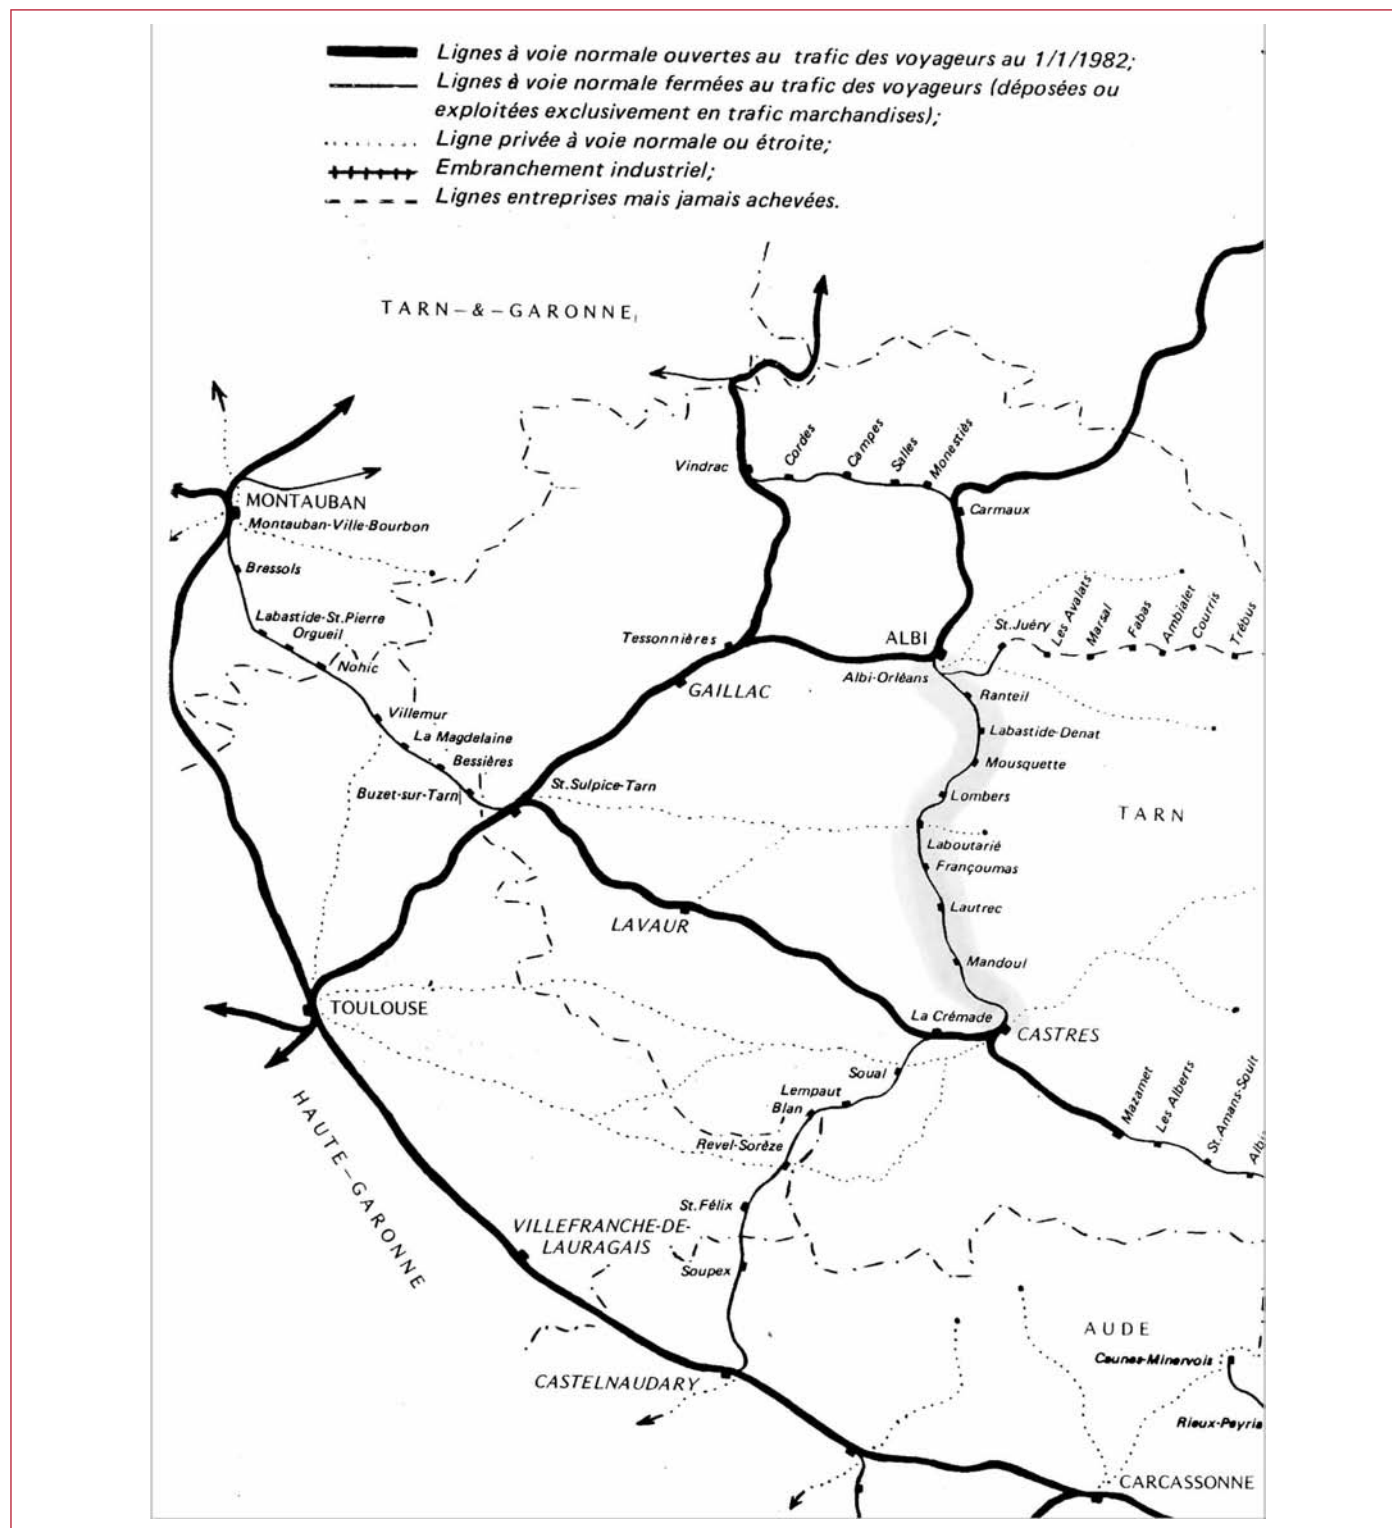 Lignes à voie normale ouvertes au trafic des voyageurs au 1/1/1982;
Lignes à voie normale fermées au trafic des voyageurs (déposées ou
exploitées exclusivement en trafic marchandises);
Ligne privée à voie normale ou étroite;
Embranchement industriel;
Lignes entreprises mais jamais achevées.
TARN-&-GARONNE
Vindrac
Cordes
Campes
Salles
Monestiès
Carmaux
MONTAUBAN
Montauban-Ville-Bourbon
Bressols
Labastide-St.Pierre
Orgueil
Nohic
Villemur
La Magdelaine
Bessières
Buzet-sur-Tarn
St.Sulpice-Tarn
Tessonnières
GAILLAC
ALBI
Albi-Orléans
St.Juéry
Les Avalats
Marsal
Fabas
Ambialet
Courris
Trébus
Ranteil
Labastide-Denat
Mousquette
Lombers
TARN
Laboutarié
Françoumas
Lautrec
Mandoul
LAVAUR
TOULOUSE
La Crémade
CASTRES
Soual
Lempaut
Blan
Revel-Sorèze
Mazamet
Les Alberts
St.Amans-Soult
Albi
HAUTE-GARONNE
St.Félix
VILLEFRANCHE-DE-
LAURAGAIS
Soupex
AUDE
Caunes-Minervois
CASTELNAUDARY
Rieux-Peyria
CARCASSONNE